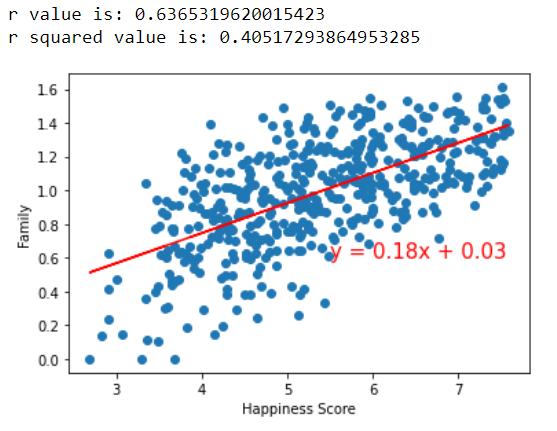 r value is: 0.6365319620015423
r squared value is: 0.40517293864953285
1.6
1.4
1.2
1.0
0.8
0.6
0.4
0.2
0.0
Family
y = 0.18x + 0.03
3 4 5 6 7
Happiness Score